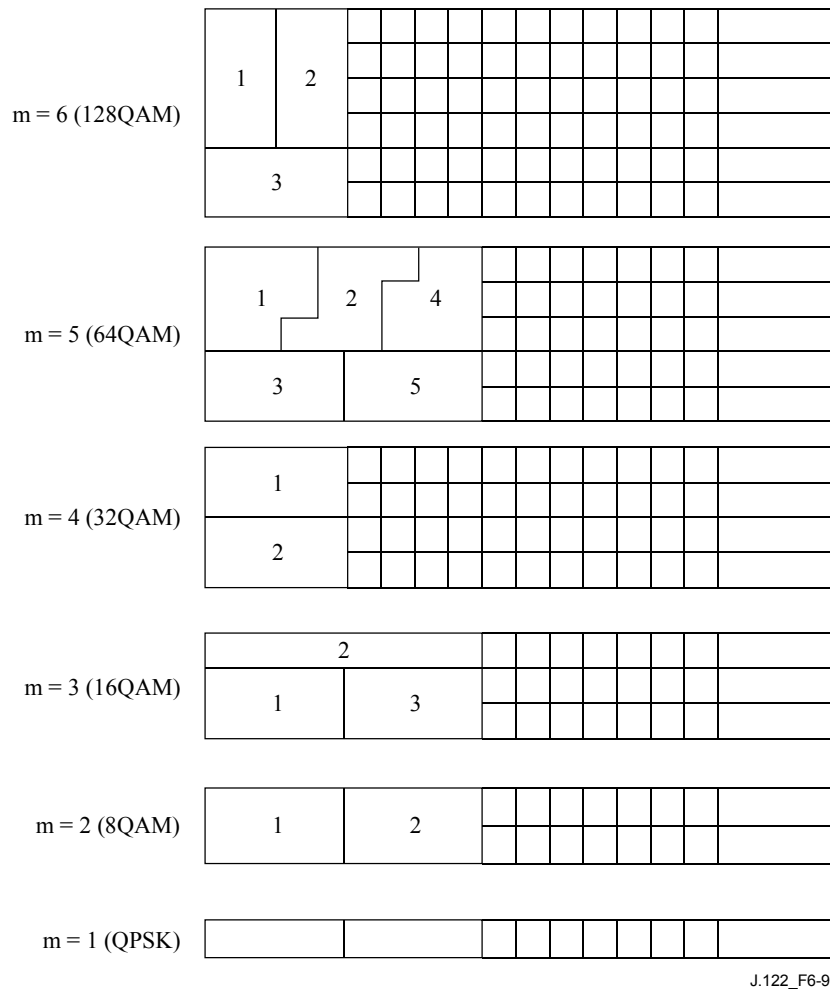 1 2
m = 6 (128QAM)
3
1 2 4
m = 5 (64QAM)
3 5
1
m = 4 (32QAM)
2
2
m = 3 (16QAM)
1 3
m = 2 (8QAM) 1 2
m = 1 (QPSK)
J.122_F6-9